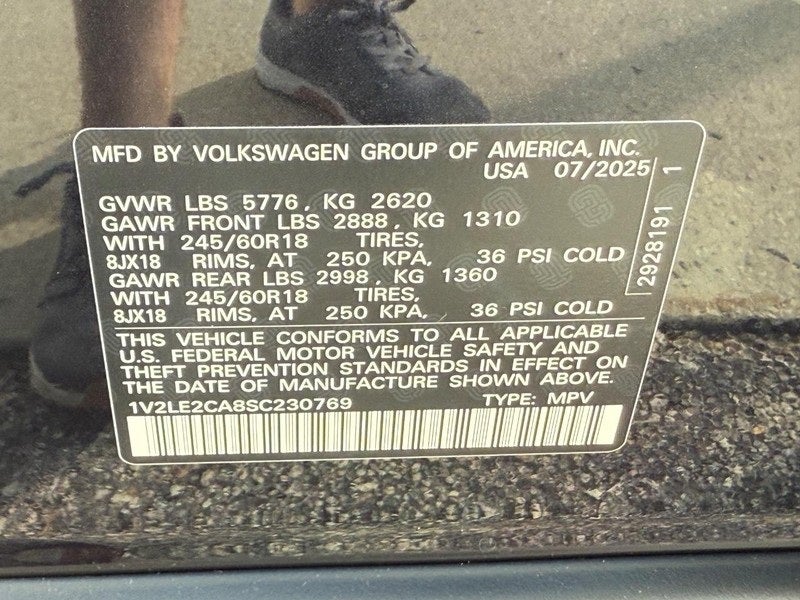 MFD BY VOLKSWAGEN GROUP OF AMERICA, INC.
USA 07/2025
GVWR LBS 5776, KG 2620
GAWR FRONT LBS 2888, KG 1310
WITH 245/60R18 TIRES,
8JX18 RIMS, AT 250 KPA, 36 PSI COLD
GAWR REAR LBS 2998, KG 1360
WITH 245/60R18 TIRES,
8JX18 RIMS, AT 250 KPA, 36 PSI COLD
THIS VEHICLE CONFORMS TO ALL APPLICABLE
U.S. FEDERAL MOTOR VEHICLE SAFETY AND
THEFT PREVENTION STANDARDS IN EFFECT ON
THE DATE OF MANUFACTURE SHOWN ABOVE.
1V2LE2CA8SC230769 TYPE: MPV
2928191 1